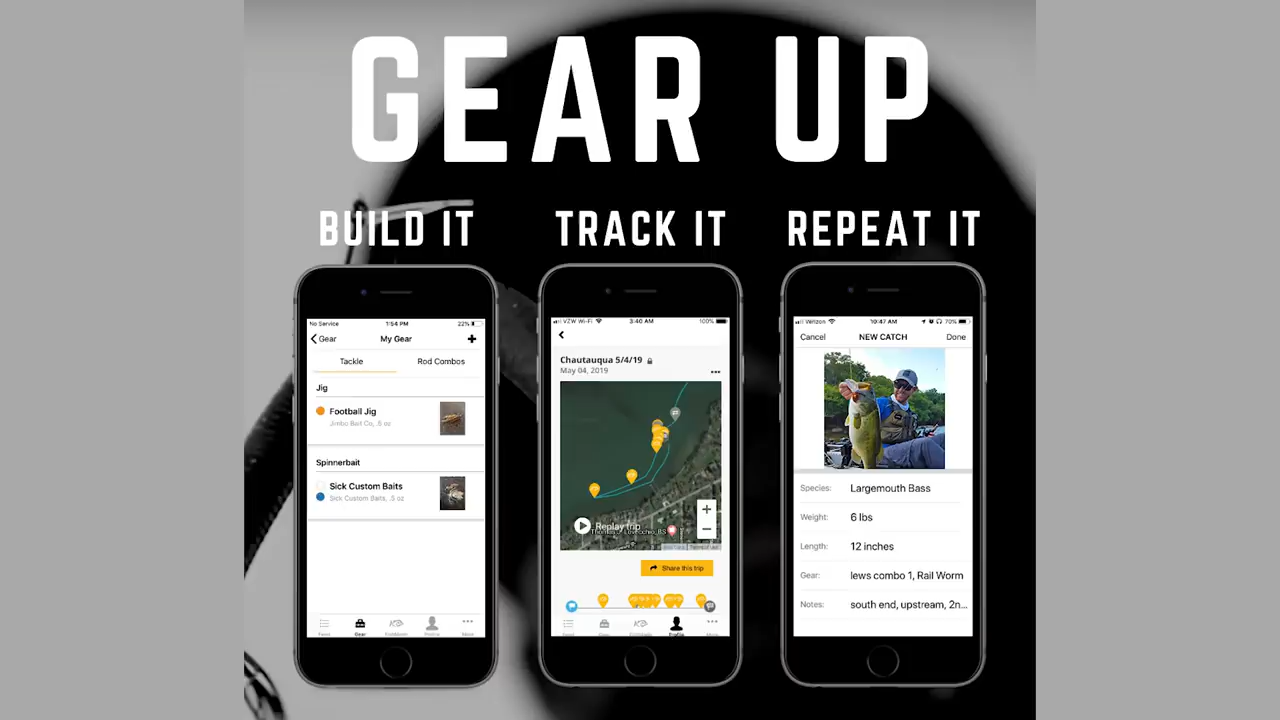 GEAR UP
BUILD IT
TRACK IT
REPEAT IT
No Service
1:54 PM
22%
Gear
My Gear
Tackle
Rod Combos
Jig
Football Jig
Jimbo Bait Co, .5 oz
Spinnerbait
Sick Custom Baits
Sick Custom Baits, .5 oz
Feed
Gear
Profile
More
VZW Wi-Fi
3:40 AM
100%
Chautauqua 5/4/19
May 04, 2019
Replay trip
+
−
Share this trip
Feed
Gear
Profile
More
Verizon
10:47 AM
70%
Cancel
NEW CATCH
Done
Species: Largemouth Bass
Weight: 6 lbs
Length: 12 inches
Gear: lews combo 1, Rail Worm
Notes: south end, upstream, 2n...